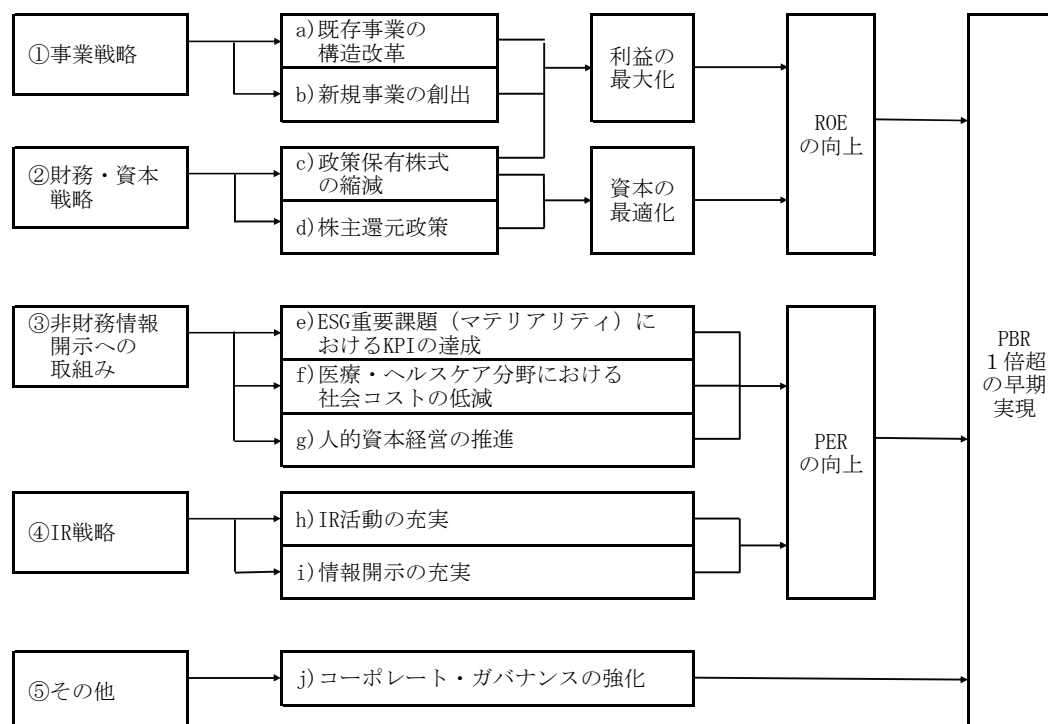 ①事業戦略
a)既存事業の
構造改革
b)新規事業の創出
利益の
最大化
②財務・資本
戦略
c)政策保有株式
の縮減
d)株主還元政策
資本の
最適化
ROE
の向上
③非財務情報
開示への
取組み
e)ESG重要課題（マテリアリティ）に
おけるKPIの達成
f)医療・ヘルスケア分野における
社会コストの低減
g)人的資本経営の推進
④IR戦略
h)IR活動の充実
i)情報開示の充実
PER
の向上
⑤その他
j)コーポレート・ガバナンスの強化
PBR
１倍超
の早期
実現